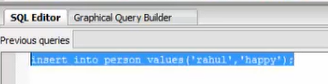 SQL Editor Graphical Query Builder
Previous queries
insert into person values('rahul','happy');